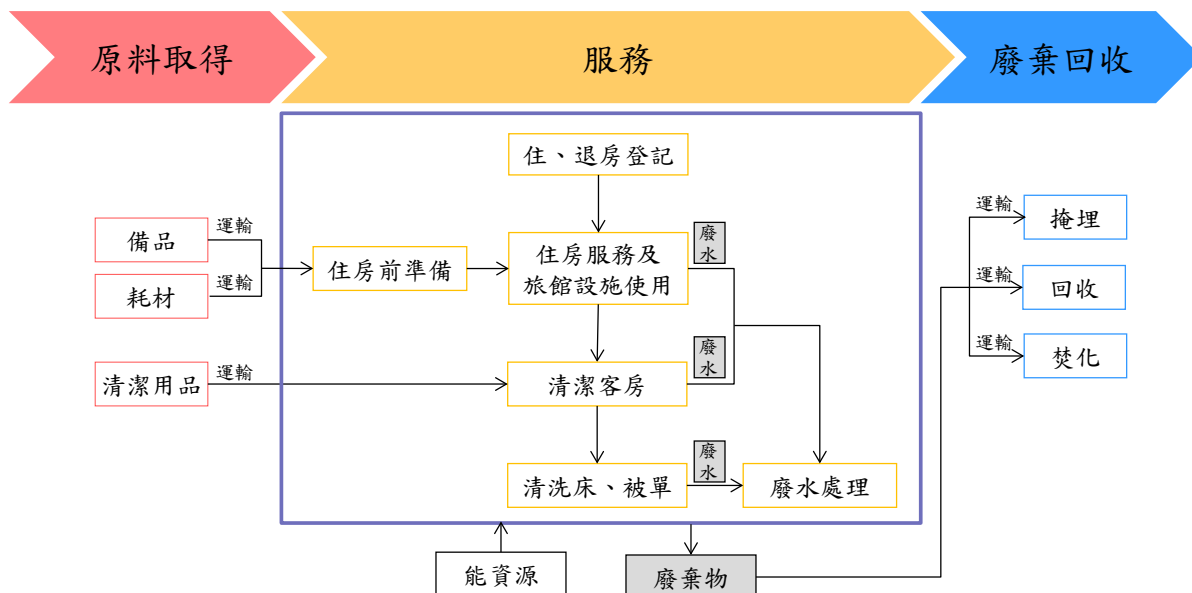 原料取得
服務
廢棄回收
住、退房登記
備品
運輸
耗材
運輸
住房前準備
住房服務及
旅館設施使用
廢
水
清潔用品
運輸
清潔客房
廢
水
清洗床、被單
廢
水
廢水處理
能資源
廢棄物
運輸
掩埋
運輸
回收
運輸
焚化